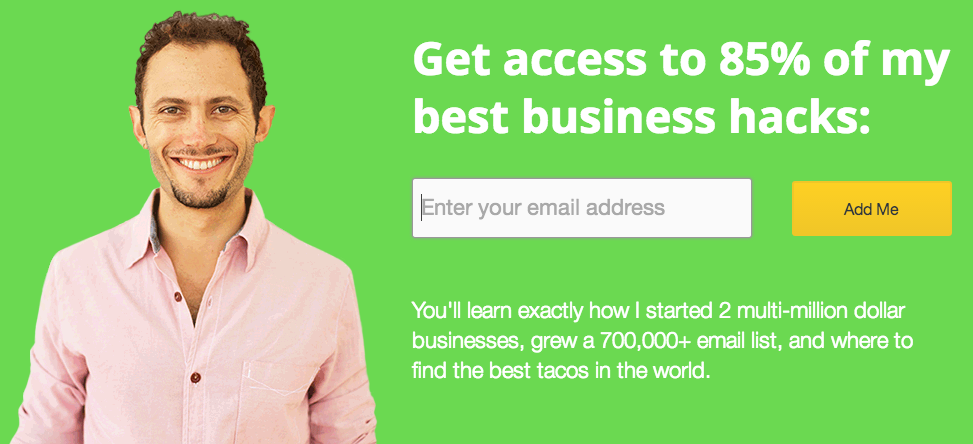 Get access to 85% of my
best business hacks:
Enter your email address
Add Me
You'll learn exactly how I started 2 multi-million dollar
businesses, grew a 700,000+ email list, and where to
find the best tacos in the world.